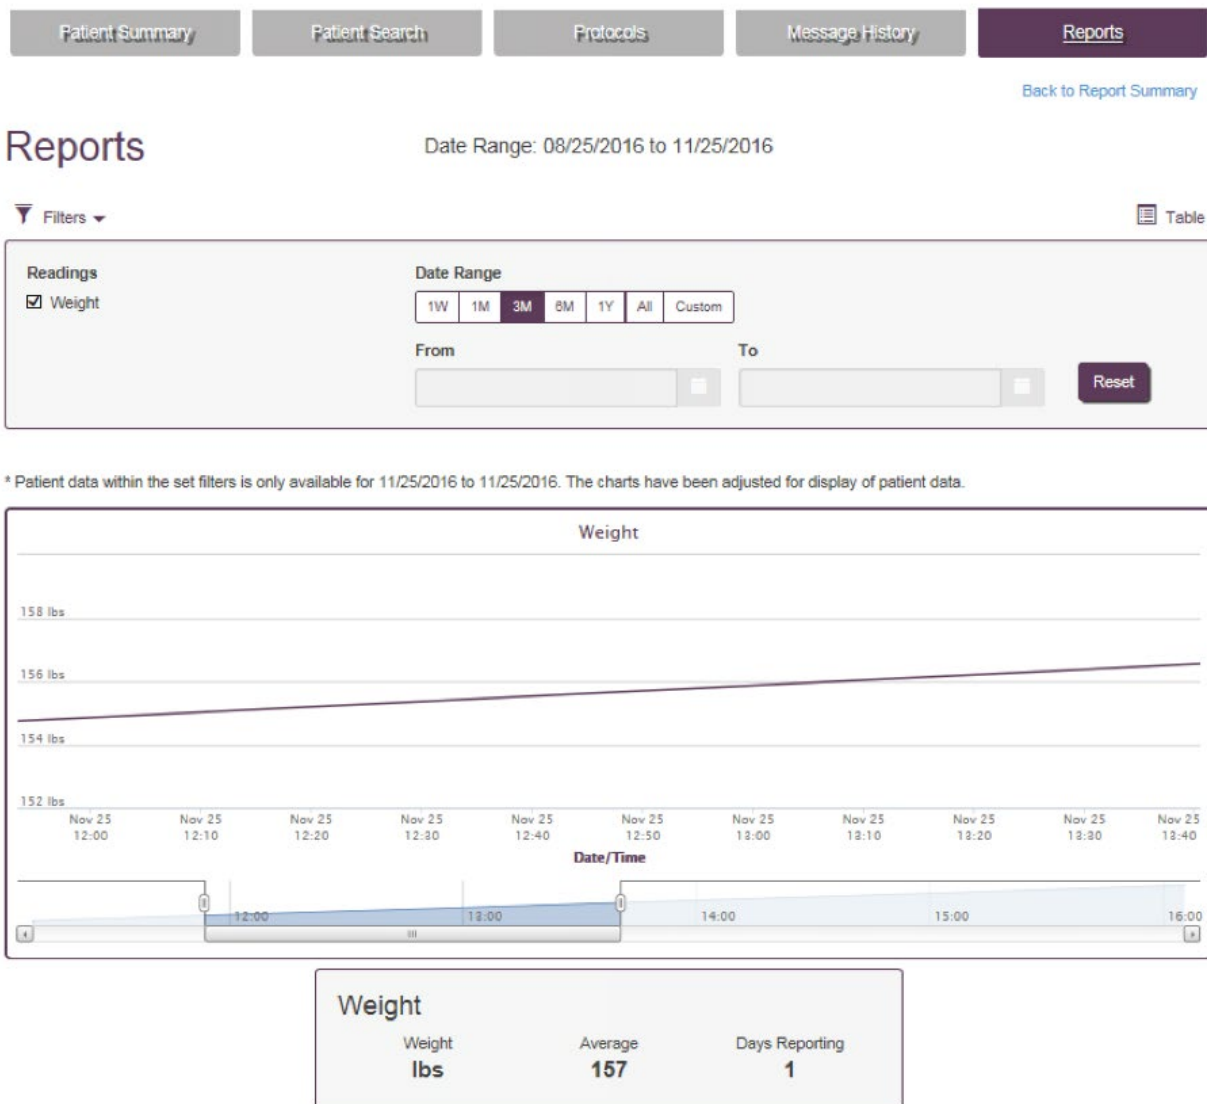 Patient Summary Patient Search Protocols Message History Reports
Back to Report Summary
Reports Date Range: 08/25/2016 to 11/25/2016
Filters Table
Readings Date Range
Weight 1W 1M 3M 6M 1Y All Custom
From To
Reset
* Patient data within the set filters is only available for 11/25/2016 to 11/25/2016. The charts have been adjusted for display of patient data.
Weight
158 lbs
156 lbs
154 lbs
152 lbs
Nov 25 Nov 25 Nov 25 Nov 25 Nov 25 Nov 25 Nov 25 Nov 25 Nov 25 Nov 25 Nov 25
12:00 12:10 12:20 12:30 12:40 12:50 13:00 13:10 13:20 13:30 13:40
Date/Time
12:00 13:00 14:00 15:00 16:00
Weight
Weight Average Days Reporting
lbs 157 1